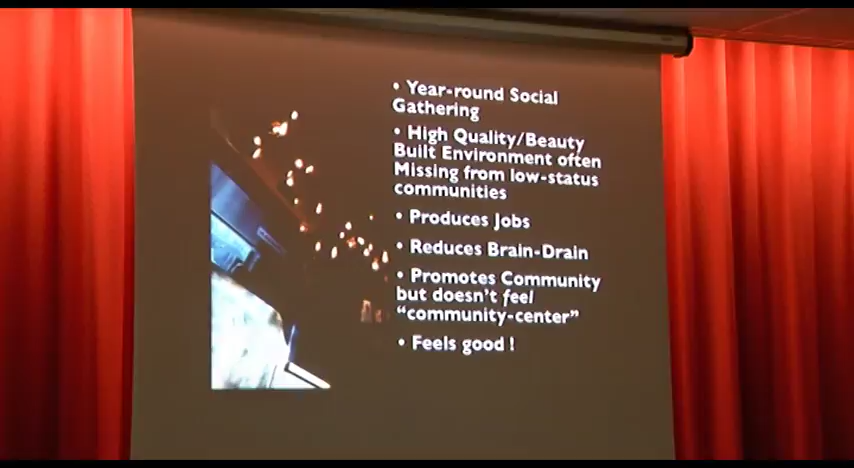 • Year-round Social
Gathering
• High Quality/Beauty
Built Environment often
Missing from low-status
communities
• Produces Jobs
• Reduces Brain-Drain
• Promotes Community
but doesn't feel
"community-center"
• Feels good !